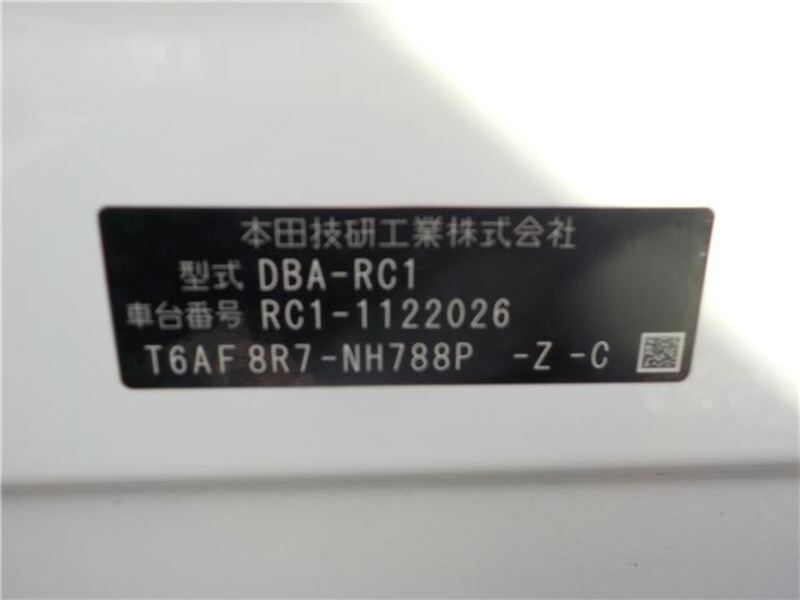 本田技研工業株式会社
型式 DBA-RC1
車台番号 RC1-1122026
T6AF 8R7-NH788P -Z -C